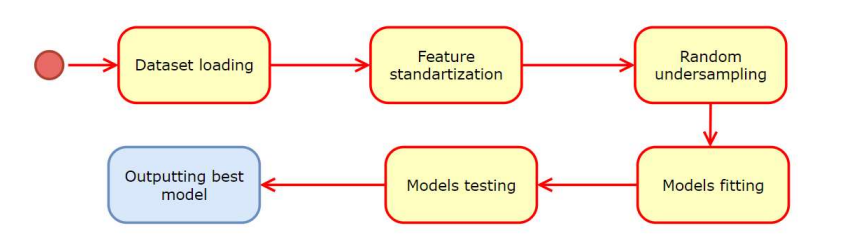 Dataset loading
Feature
standartization
Random
undersampling
Outputting best
model
Models testing
Models fitting